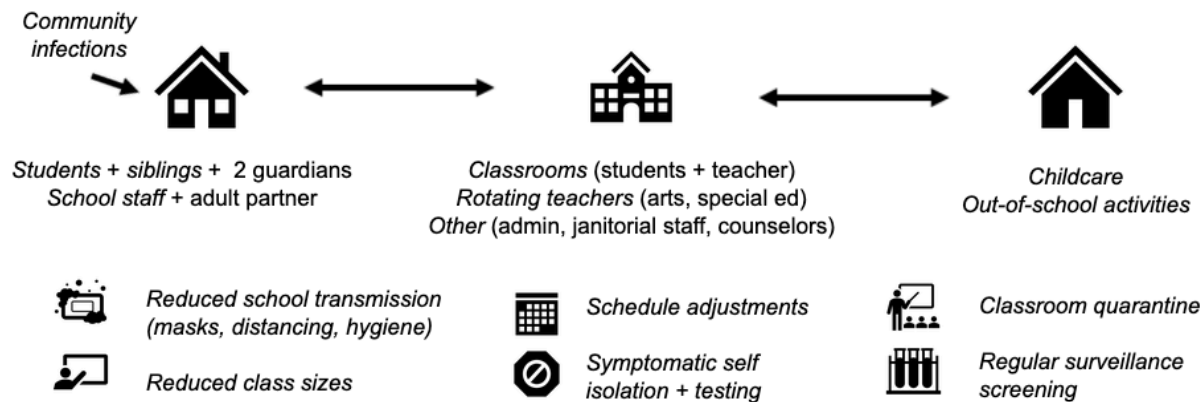 Community
infections
Students + siblings + 2 guardians
School staff + adult partner
Classrooms (students + teacher)
Rotating teachers (arts, special ed)
Other (admin, janitorial staff, counselors)
Childcare
Out-of-school activities
Reduced school transmission
(masks, distancing, hygiene)
Schedule adjustments
Classroom quarantine
Reduced class sizes
Symptomatic self
isolation + testing
Regular surveillance
screening